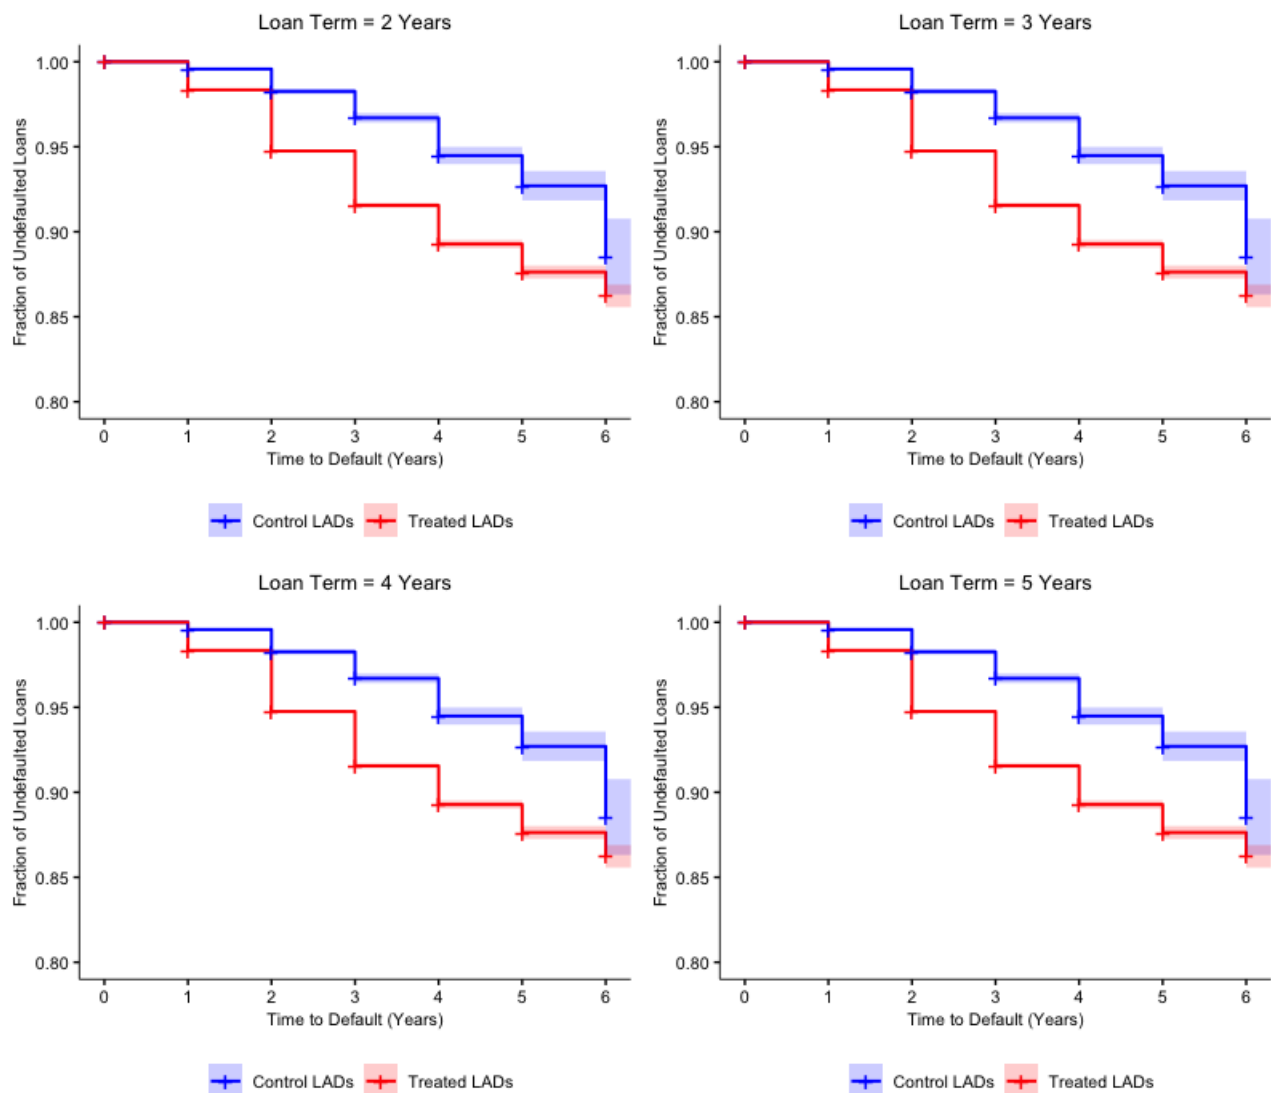 Loan Term = 2 Years
Fraction of Undefaulted Loans
1.00
0.95
0.90
0.85
0.80
0 1 2 3 4 5 6
Time to Default (Years)
Control LADs Treated LADs
Loan Term = 3 Years
Fraction of Undefaulted Loans
1.00
0.95
0.90
0.85
0.80
0 1 2 3 4 5 6
Time to Default (Years)
Control LADs Treated LADs
Loan Term = 4 Years
Fraction of Undefaulted Loans
1.00
0.95
0.90
0.85
0.80
0 1 2 3 4 5 6
Time to Default (Years)
Control LADs Treated LADs
Loan Term = 5 Years
Fraction of Undefaulted Loans
1.00
0.95
0.90
0.85
0.80
0 1 2 3 4 5 6
Time to Default (Years)
Control LADs Treated LADs